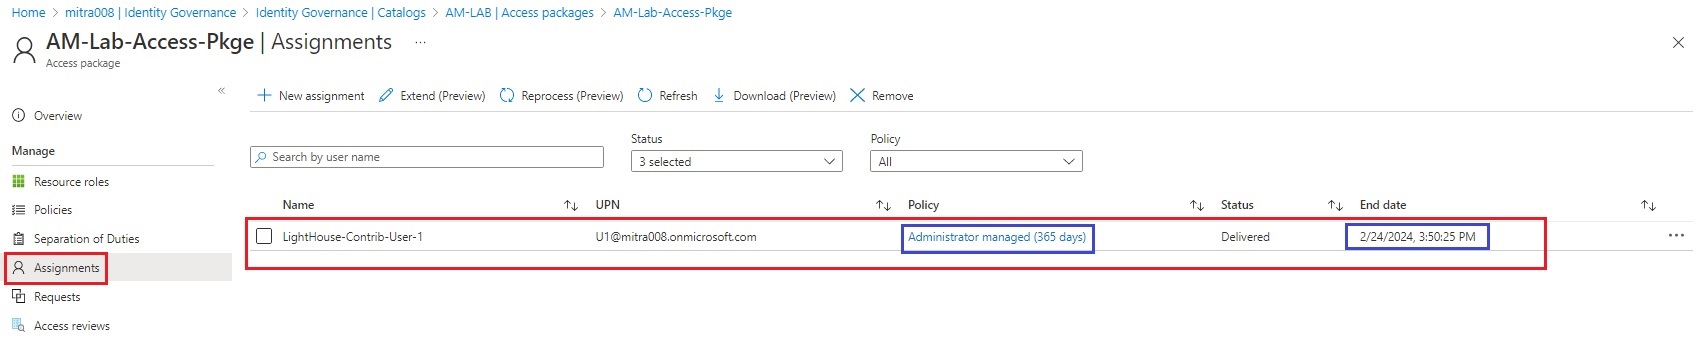 Home > mitra008 | Identity Governance > Identity Governance | Catalogs > AM-LAB | Access packages > AM-Lab-Access-Pkge
AM-Lab-Access-Pkge | Assignments ...
Access package
«
Overview
Manage
Resource roles
Policies
Separation of Duties
Assignments
Requests
Access reviews
New assignment Extend (Preview) Reprocess (Preview) Refresh Download (Preview) Remove
Status Policy
Search by user name 3 selected All
Name UPN Policy Status End date
LightHouse-Contrib-User-1 U1@mitra008.onmicrosoft.com Administrator managed (365 days) Delivered 2/24/2024, 3:50:25 PM ...